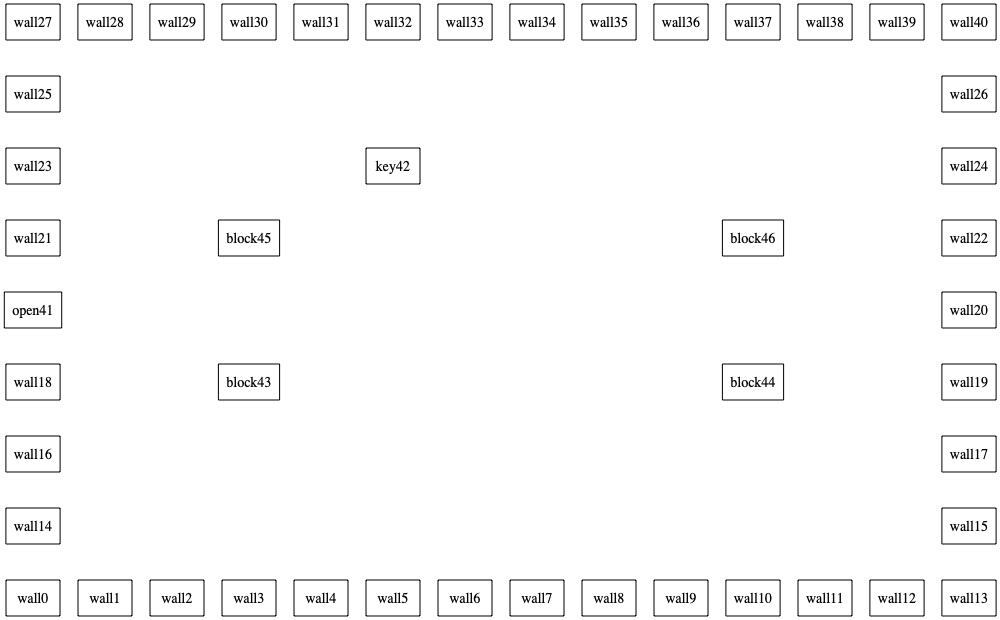 wall27 wall28 wall29 wall30 wall31 wall32 wall33 wall34 wall35 wall36 wall37 wall38 wall39 wall40
wall25 wall26
wall23 key42 wall24
wall21 block45 block46 wall22
open41 wall20
wall18 block43 block44 wall19
wall16 wall17
wall14 wall15
wall0 wall1 wall2 wall3 wall4 wall5 wall6 wall7 wall8 wall9 wall10 wall11 wall12 wall13